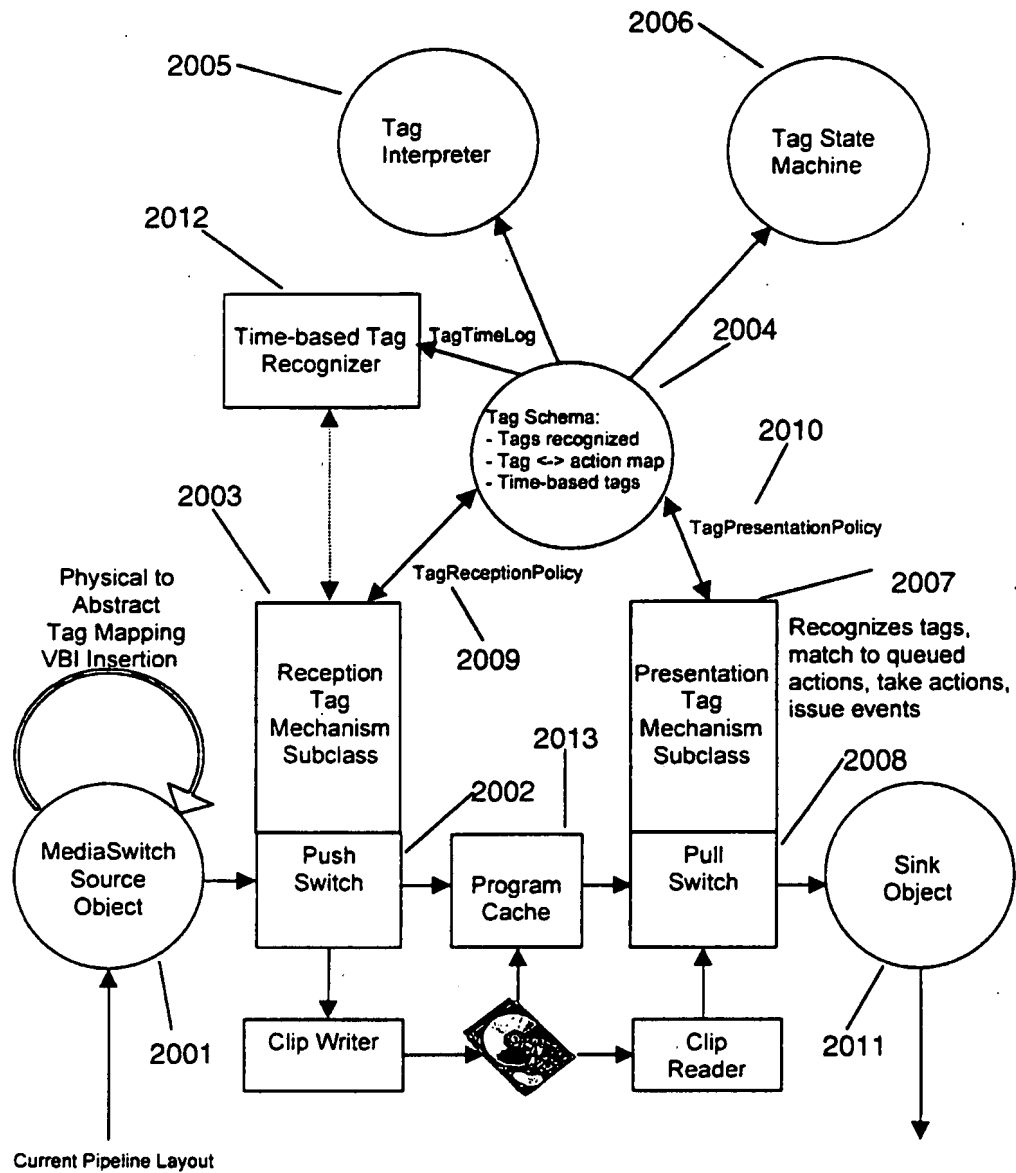 2006
2005
Tag
Interpreter
Tag State
Machine
2012
Time-based Tag
Recognizer
TagTimeLog
2004
Tag Schema:
- Tags recognized
- Tag <-> action map
- Time-based tags
2010
2003
TagPresentationPolicy
Physical to
Abstract
Tag Mapping
VBI Insertion
TagReceptionPolicy
2007
2009
Recognizes tags,
match to queued
actions, take actions,
issue events
Reception
Tag
Mechanism
Subclass
Presentation
Tag
Mechanism
Subclass
2013
2002
2008
MediaSwitch
Source
Object
Push
Switch
Program
Cache
Pull
Switch
Sink
Object
2001
Clip Writer
Clip
Reader
2011
Current Pipeline Layout